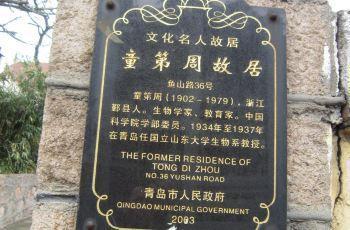 文化名人故居
童第周故居
鱼山路36号
童第周（1902-1979），浙江
鄞县人。生物学家、教育家。中国
科学院学部委员。1934年至1937年
在青岛任国立山东大学生物系教授。
THE FORMER RESIDENCE OF
TONG DI ZHOU
NO.36 YUSHAN ROAD
青岛市人民政府
QINGDAO MUNICIPAL GOVERNMENT
2003